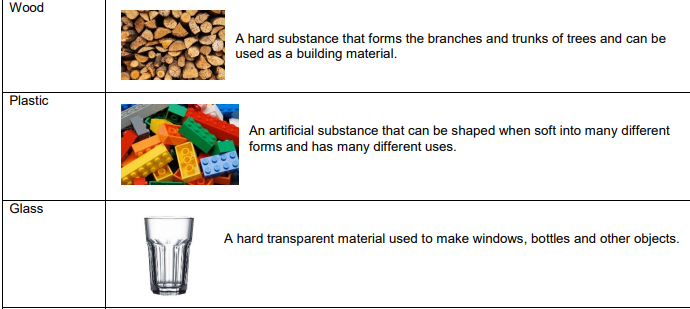 Wood
A hard substance that forms the branches and trunks of trees and can be
used as a building material.
Plastic
An artificial substance that can be shaped when soft into many different
forms and has many different uses.
Glass
A hard transparent material used to make windows, bottles and other objects.